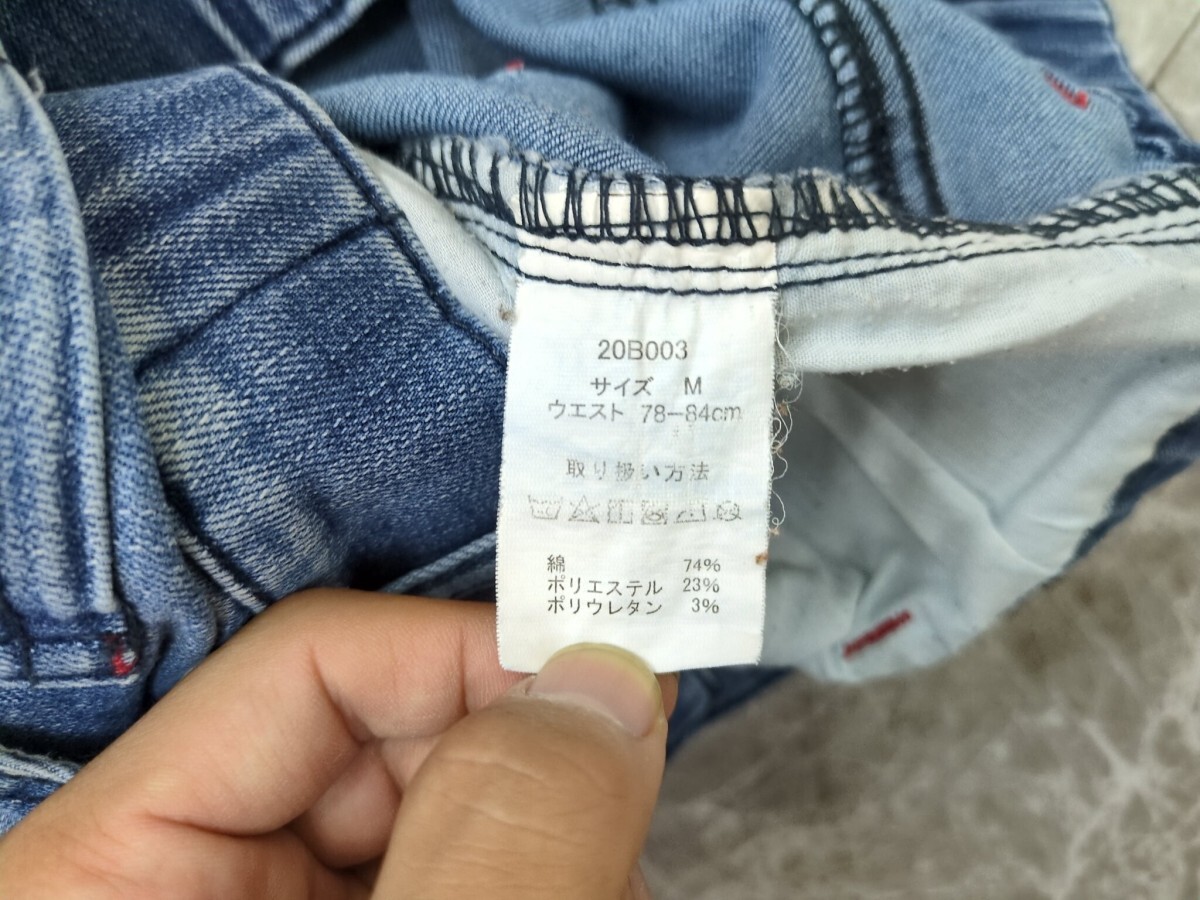 20B003
サイズ M
ウエスト 78-84cm
取り扱い方法
綿 74%
ポリエステル 23%
ポリウレタン 3%